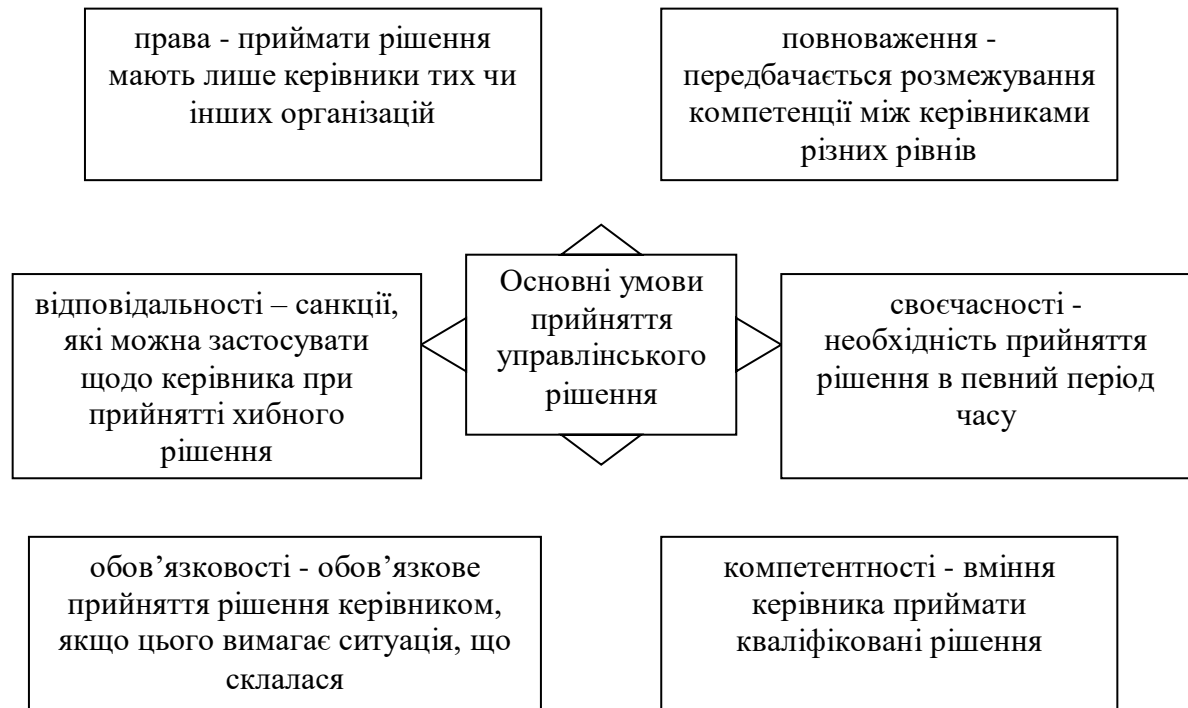 права - приймати рішення
мають лише керівники тих чи
інших організацій
повноваження -
передбачається розмежування
компетенції між керівниками
різних рівнів
відповідальності – санкції,
які можна застосувати
щодо керівника при
прийнятті хибного
рішення
Основні умови
прийняття
управлінського
рішення
своєчасності -
необхідність прийняття
рішення в певний період
часу
обов’язковості - обов’язкове
прийняття рішення керівником,
якщо цього вимагає ситуація, що
склалася
компетентності - вміння
керівника приймати
кваліфіковані рішення